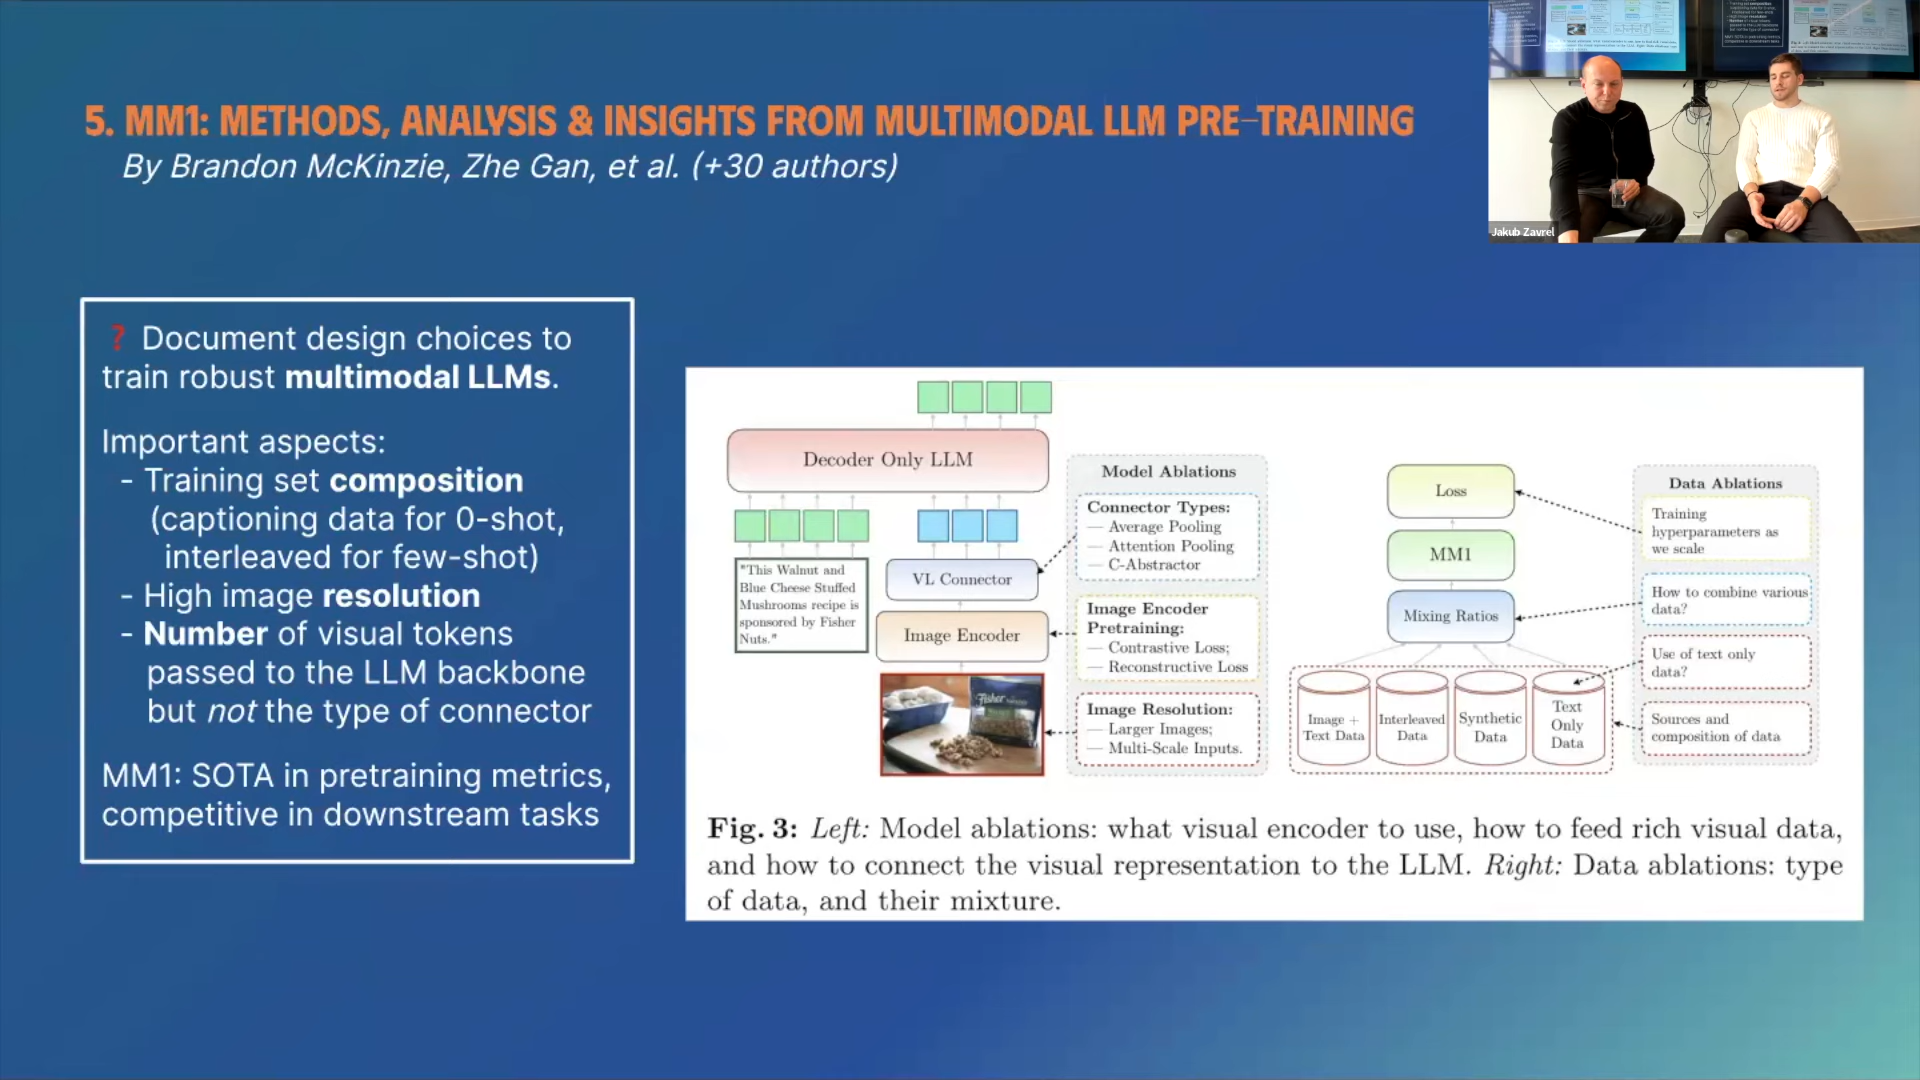 5. MM1: METHODS, ANALYSIS & INSIGHTS FROM MULTIMODAL LLM PRE-TRAINING
By Brandon McKinzie, Zhe Gan, et al. (+30 authors)
Jakub Zavrel
? Document design choices to
train robust multimodal LLMs.
Important aspects:
- Training set composition
(captioning data for 0-shot,
interleaved for few-shot)
- High image resolution
- Number of visual tokens
passed to the LLM backbone
but not the type of connector
MM1: SOTA in pretraining metrics,
competitive in downstream tasks
Decoder Only LLM
"This Walnut and
Blue Cheese Stuffed
Mushrooms recipe is
sponsored by Fisher
Nuts."
VL Connector
Image Encoder
Fisher
Model Ablations
Connector Types:
— Average Pooling
— Attention Pooling
— C-Abstractor
Image Encoder
Pretraining:
— Contrastive Loss;
— Reconstructive Loss
Image Resolution:
— Larger Images;
— Multi-Scale Inputs.
Loss
MM1
Mixing Ratios
Image +
Text Data
Interleaved
Data
Synthetic
Data
Text
Only
Data
Data Ablations
Training
hyperparameters as
we scale
How to combine various
data?
Use of text only
data?
Sources and
composition of data
Fig. 3: Left: Model ablations: what visual encoder to use, how to feed rich visual data,
and how to connect the visual representation to the LLM. Right: Data ablations: type
of data, and their mixture.